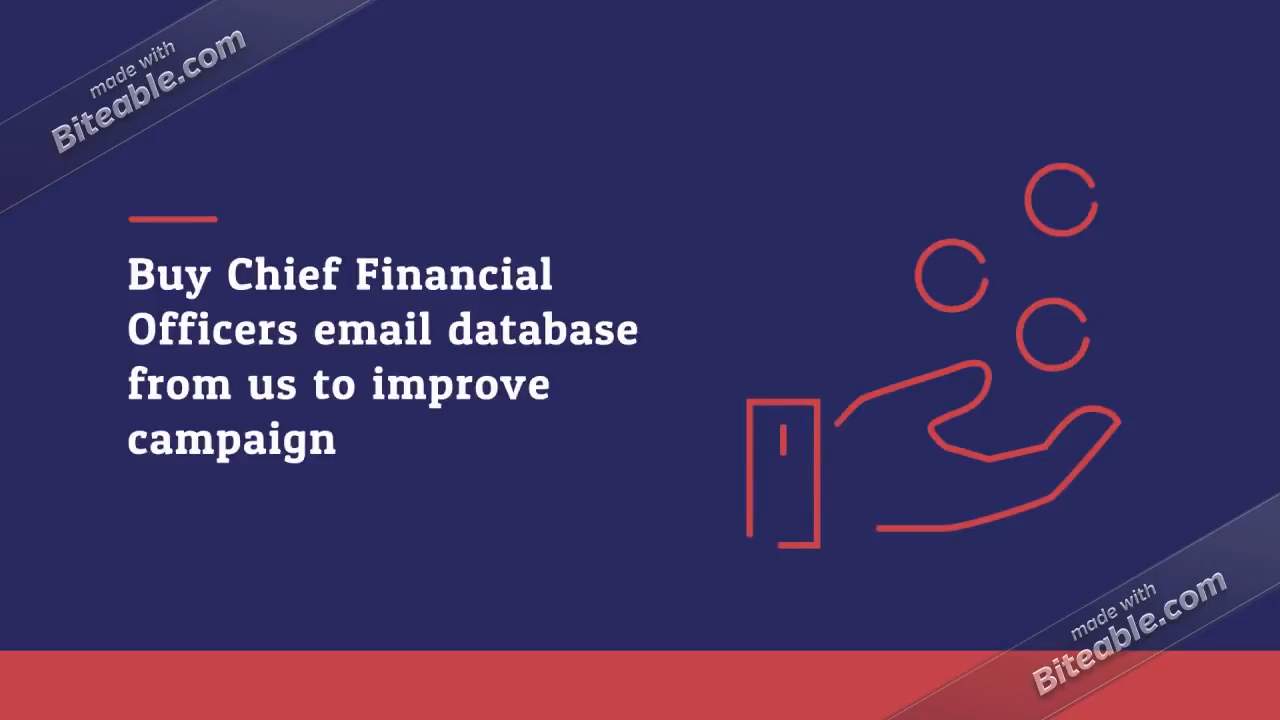 made with
Biteable.com
Buy Chief Financial
Officers email database
from us to improve
campaign
made with
Biteable.com